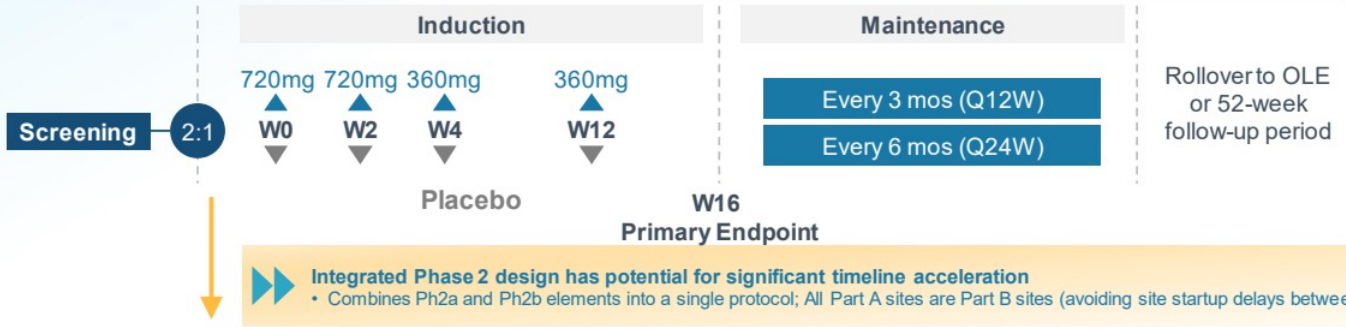 Induction
Maintenance
720mg 720mg 360mg 360mg
Screening 2:1 W0 W2 W4 W12
Placebo
W16
Primary Endpoint
Every 3 mos (Q12W)
Every 6 mos (Q24W)
Rollover to OLE
or 52-week
follow-up period
Integrated Phase 2 design has potential for significant timeline acceleration
• Combines Ph2a and Ph2b elements into a single protocol; All Part A sites are Part B sites (avoiding site startup delays